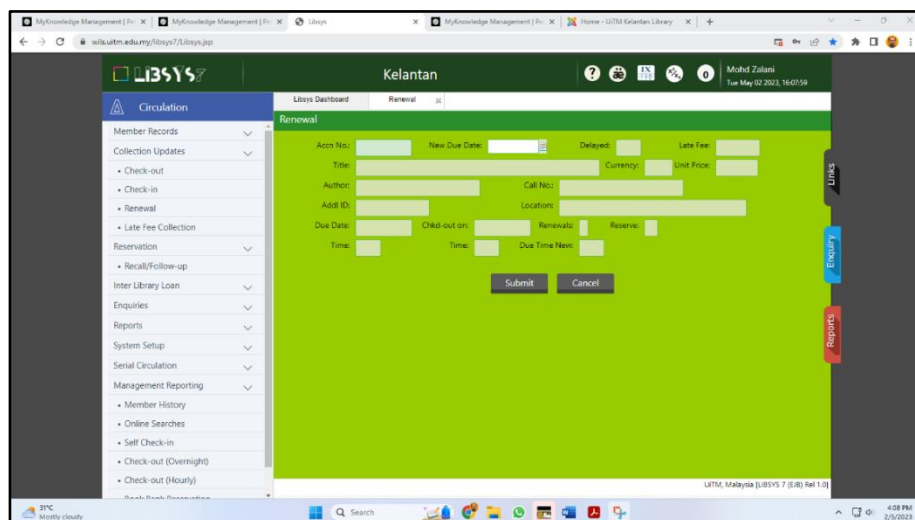 MyKnowledge Management | Po
MyKnowledge Management | Po
Libsys
MyKnowledge Management | Po
Home - UiTM Kelantan Library
wils.uitm.edu.my/libsys7/Libsys.jsp
LiBSYS7
Kelantan
0
Mohd Zalani
Tue May 02 2023, 16:07:59
Circulation
Libsys Dashboard
Renewal
Renewal
Member Records
Collection Updates
• Check-out
• Check-in
• Renewal
• Late Fee Collection
Reservation
• Recall/Follow-up
Inter Library Loan
Enquiries
Reports
System Setup
Serial Circulation
Management Reporting
• Member History
• Online Searches
• Self Check-in
• Check-out (Overnight)
• Check-out (Hourly)
Accn No.: New Due Date: Delayed: Late Fee:
Title: Currency: Unit Price:
Author: Call No.:
Addl ID: Location:
Due Date: Chkd-out on: Renewals: Reserve:
Time: Time: Due Time New:
Submit Cancel
Links
Enquiry
Reports
UiTM, Malaysia [LIBSYS 7 (EJB) Rel 1.0]
31°C
Mostly cloudy
Search
4:08 PM
2/5/2023